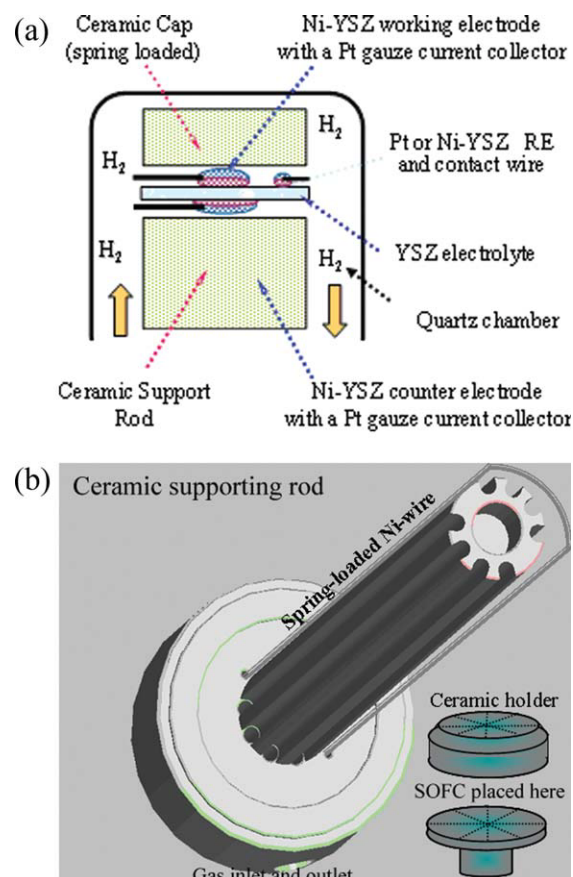 (a)
Ceramic Cap
(spring loaded)
Ni-YSZ working electrode
with a Pt gauze current collector
H2
H2
Pt or Ni-YSZ RE
and contact wire
YSZ electrolyte
H2
H2
Quartz chamber
Ceramic Support
Rod
Ni-YSZ counter electrode
with a Pt gauze current collector
(b)
Ceramic supporting rod
Spring-loaded Ni-wire
Ceramic holder
SOFC placed here
Gas inlet and outlet